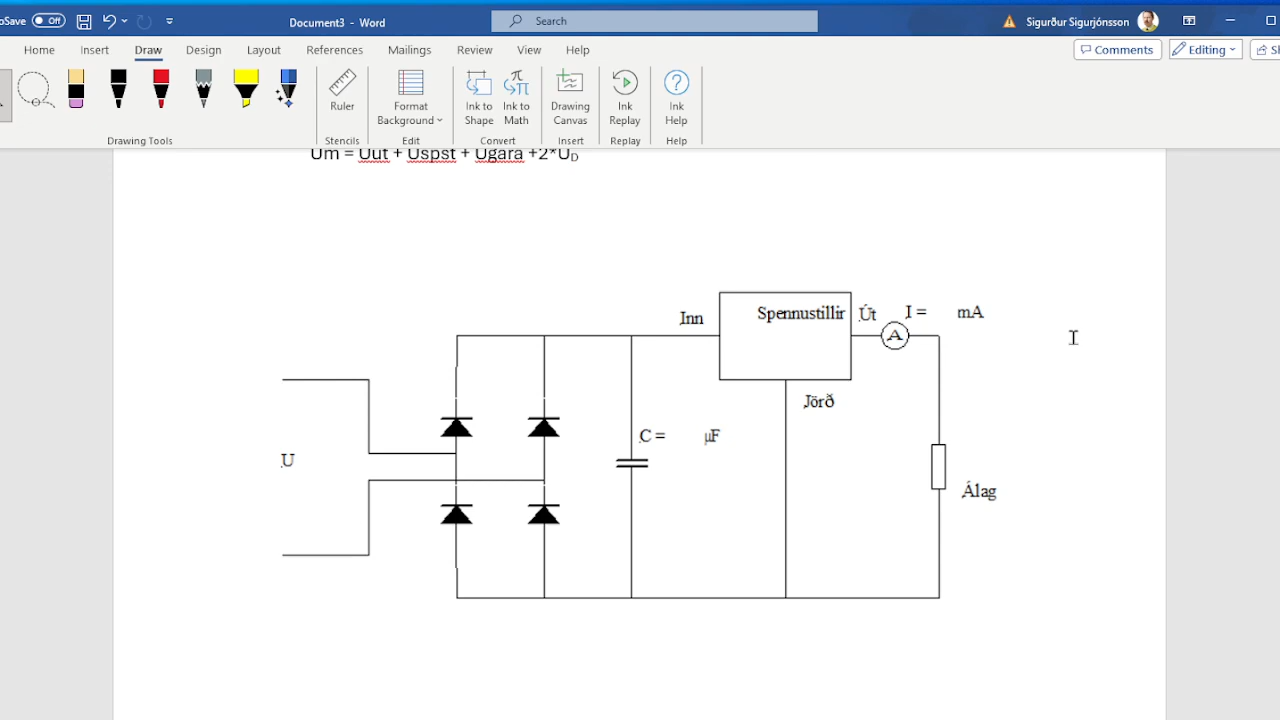 oSave Off Document3 - Word Search Sigurður Sigurjónsson
Home Insert Draw Design Layout References Mailings Review View Help Comments Editing
Ruler Format Background Ink to Shape Ink to Math Drawing Canvas Ink Replay Ink Help
Drawing Tools Stencils Edit Convert Insert Replay Help
Um = Uut + Uspst + Ugára +2*UD
Inn Spennustillir Út I = mA
A
Jörð
C = µF
U
Álag